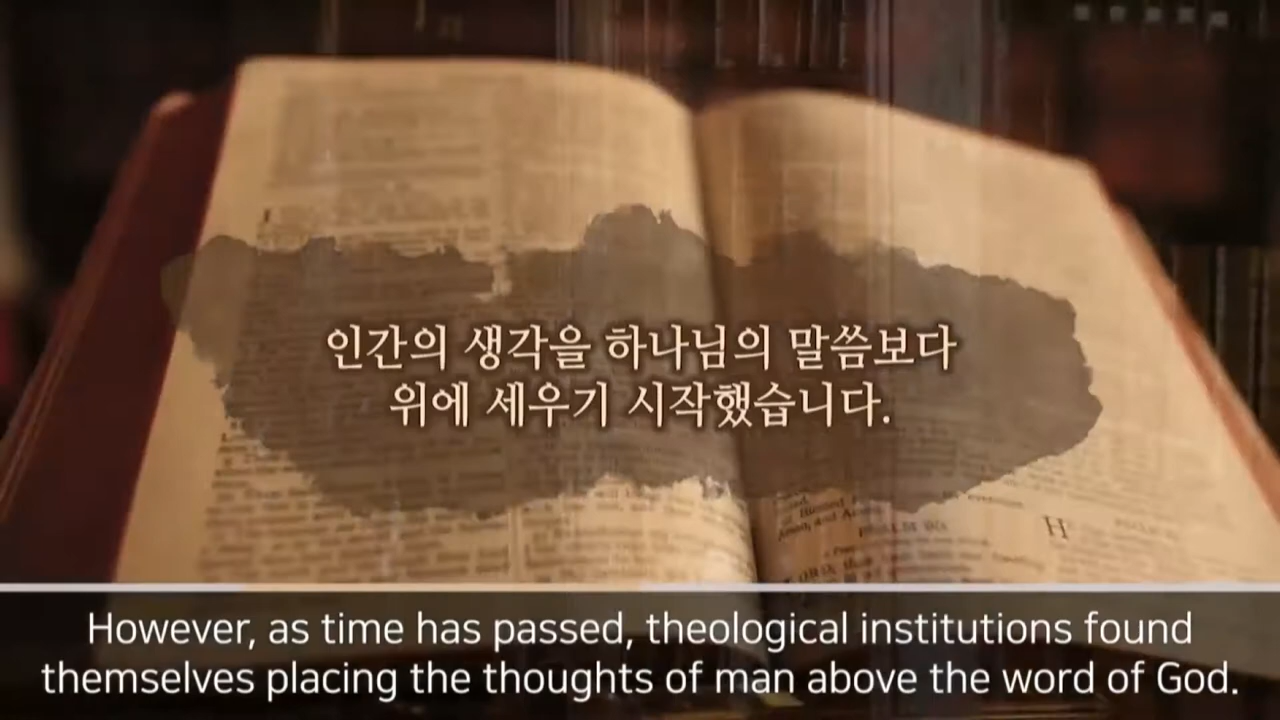 인간의 생각을 하나님의 말씀보다
위에 세우기 시작했습니다.
However, as time has passed, theological institutions found
themselves placing the thoughts of man above the word of God.